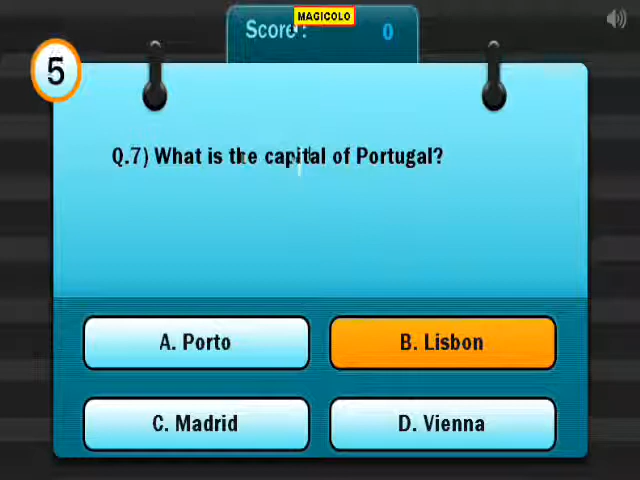 MAGICOLO
Score: 0
5
Q.7) What is the capital of Portugal?
A. Porto
B. Lisbon
C. Madrid
D. Vienna